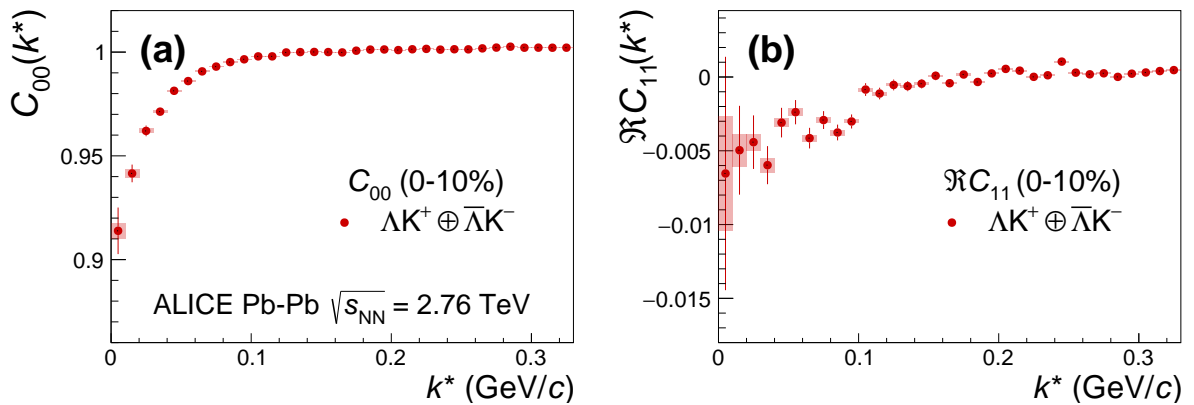 C₀₀(k*)
(a)
1
0.95
0.9
C₀₀ (0-10%)
ΛK⁺ ⊕ Λ̅K⁻
ALICE Pb-Pb √s_NN = 2.76 TeV
0 0.1 0.2 0.3
k* (GeV/c)
ℜC₁₁(k*)
(b)
0
−0.005
−0.01
−0.015
ℜC₁₁ (0-10%)
ΛK⁺ ⊕ Λ̅K⁻
0 0.1 0.2 0.3
k* (GeV/c)